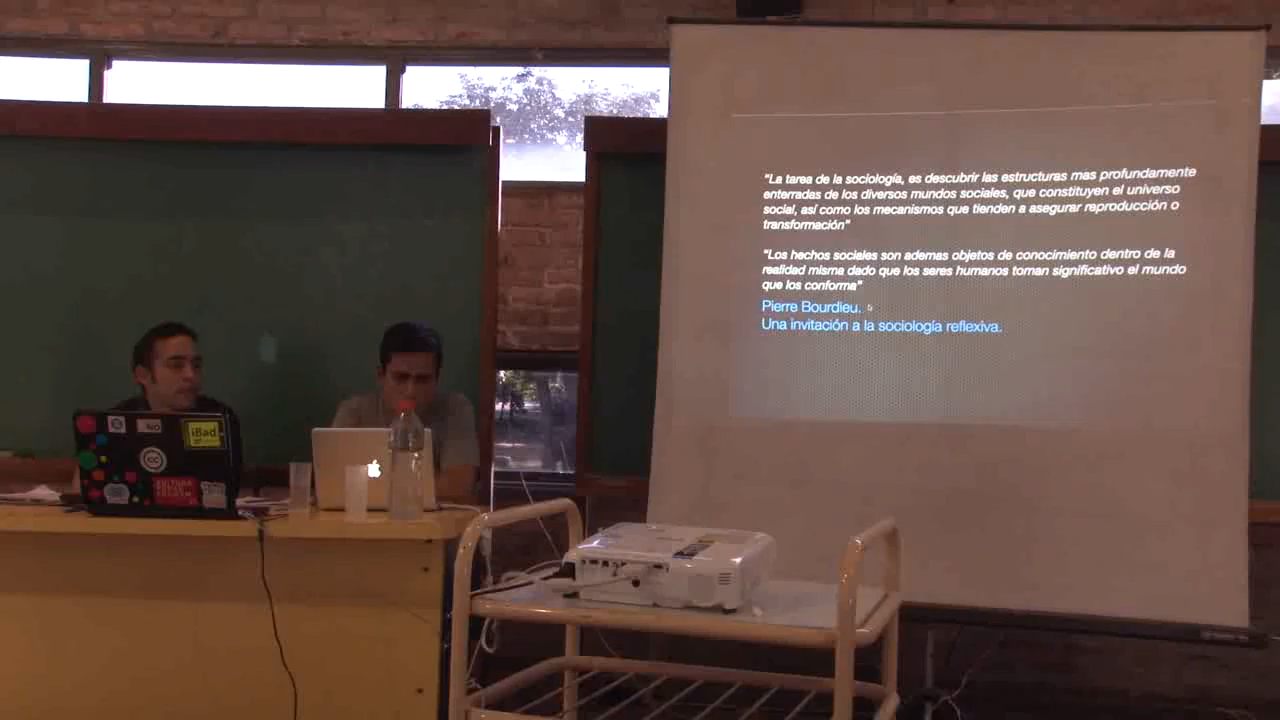 "La tarea de la sociología, es descubrir las estructuras mas profundamente
enterradas de los diversos mundos sociales, que constituyen el universo
social, así como los mecanismos que tienden a asegurar reproducción o
transformación"
"Los hechos sociales son ademas objetos de conocimiento dentro de la
realidad misma dado que los seres humanos toman significativo el mundo
que los conforma"
Pierre Bourdieu.
Una invitación a la sociología reflexiva.
NO
iBad
CC